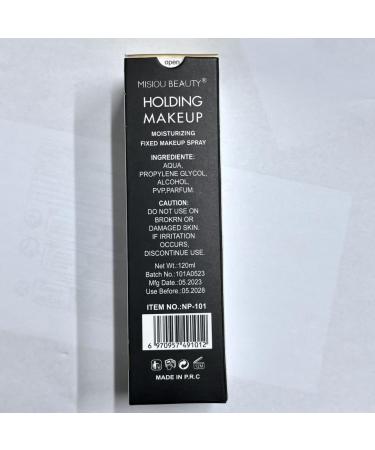 open
MISIOU BEAUTY®
HOLDING
MAKEUP
MOISTURIZING
FIXED MAKEUP SPRAY
INGREDIENTE:
AQUA,
PROPYLENE GLYCOL,
ALCOHOL,
PVP,PARFUM.
CAUTION:
DO NOT USE ON
BROKRN OR
DAMAGED SKIN.
IF IRRITATION
OCCURS,
DISCONTINUE USE.
Wt.:120ml
Batch No.:101A0523
Mfg Date.:05.2023
Use Before.:05.2028
ITEM NO.:NP-101
6 970957 491012
12M
MADE IN P.R.C